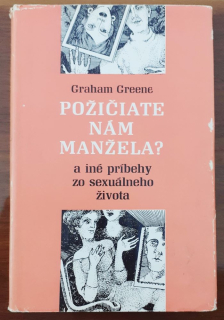 Graham Greene
POŽIČIATE
NÁM
MANŽELA?
a iné príbehy
zo sexuálneho
života